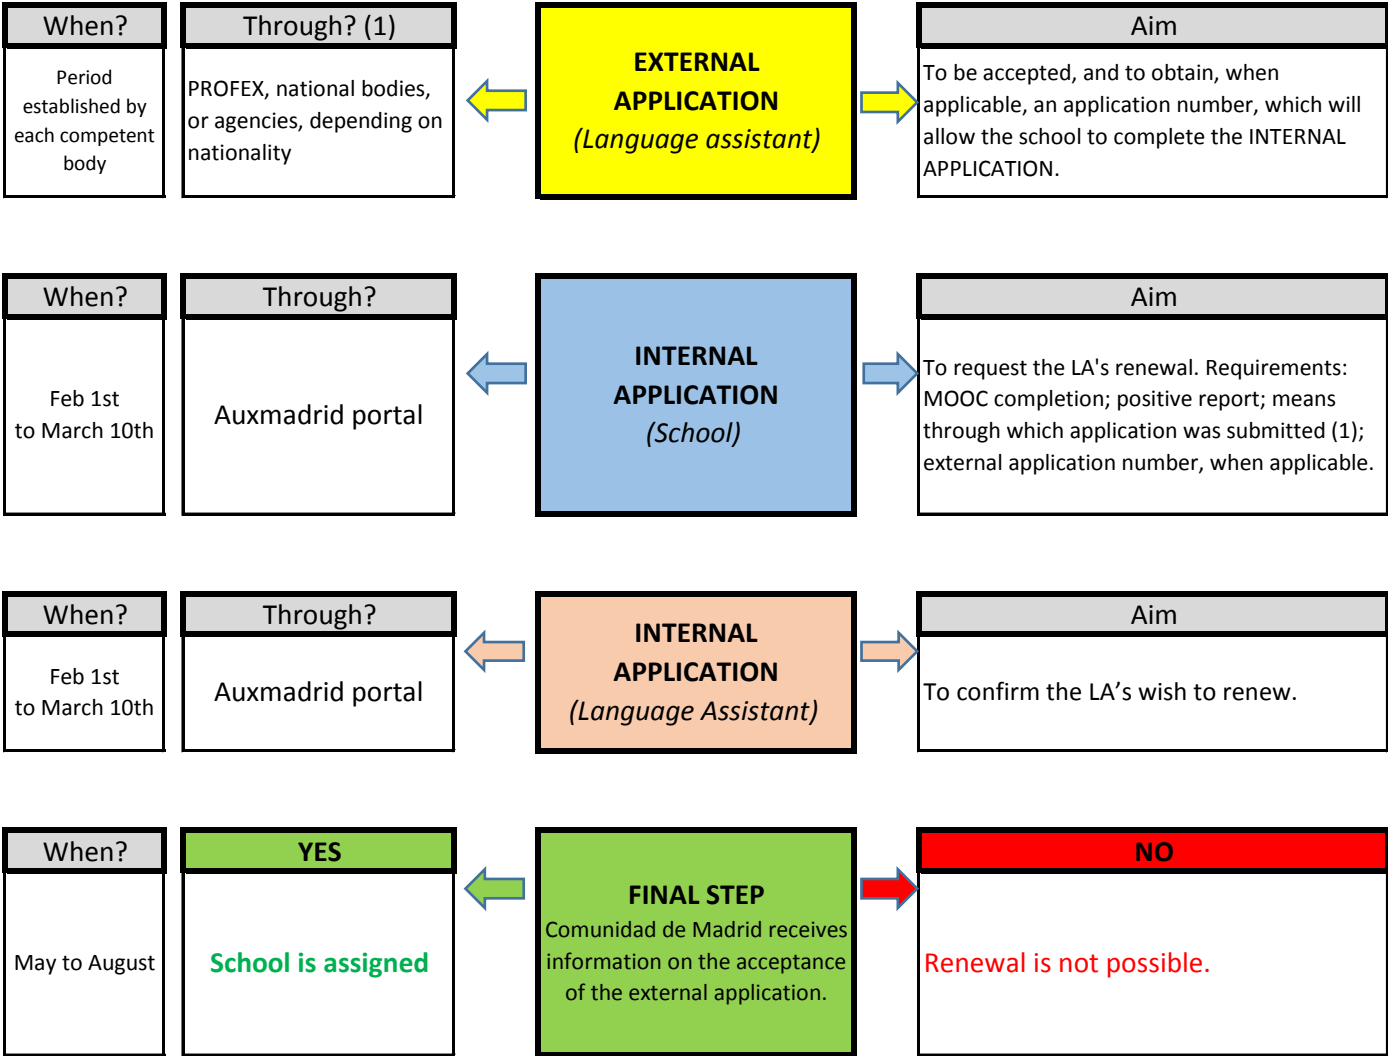 When?
Period
established by
each competent
body
Through? (1)
PROFEX, national bodies,
or agencies, depending on
nationality
EXTERNAL
APPLICATION
(Language assistant)
Aim
To be accepted, and to obtain, when
applicable, an application number, which will
allow the school to complete the INTERNAL
APPLICATION.
When?
Feb 1st
to March 10th
Through?
Auxmadrid portal
INTERNAL
APPLICATION
(School)
Aim
To request the LA's renewal. Requirements:
MOOC completion; positive report; means
through which application was submitted (1);
external application number, when applicable.
When?
Feb 1st
to March 10th
Through?
Auxmadrid portal
INTERNAL
APPLICATION
(Language Assistant)
Aim
To confirm the LA’s wish to renew.
When?
May to August
YES
School is assigned
FINAL STEP
Comunidad de Madrid receives
information on the acceptance
of the external application.
NO
Renewal is not possible.